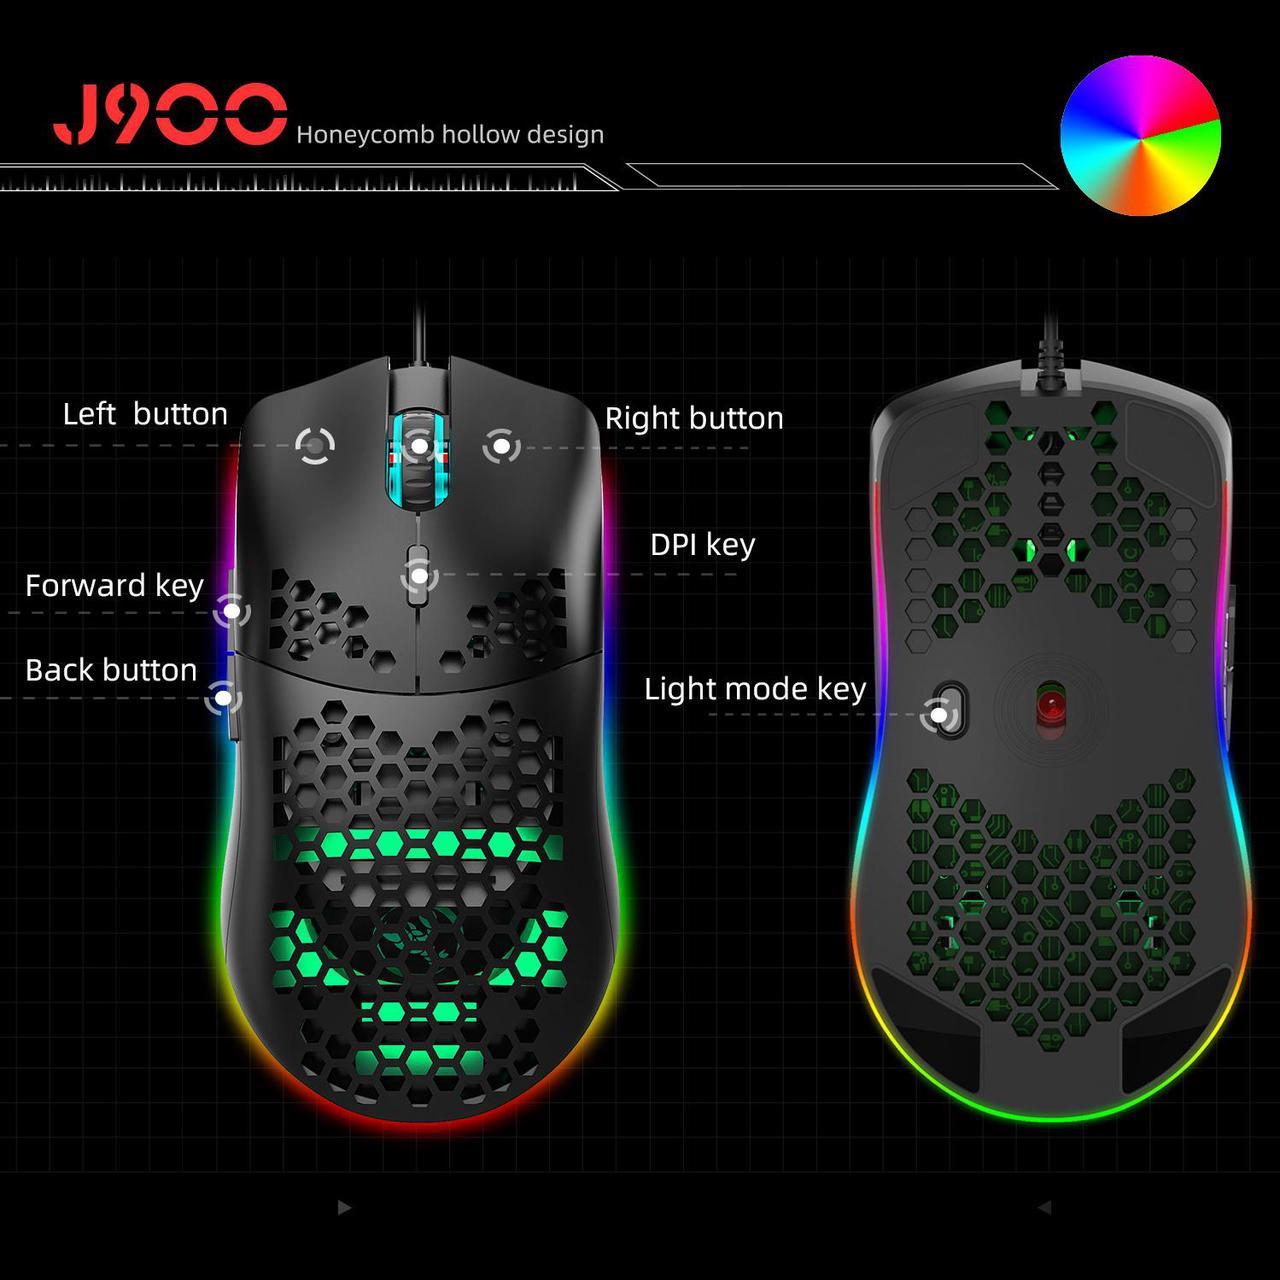 J900
Honeycomb hollow design
Left button
Right button
DPI key
Forward key
Back button
Light mode key